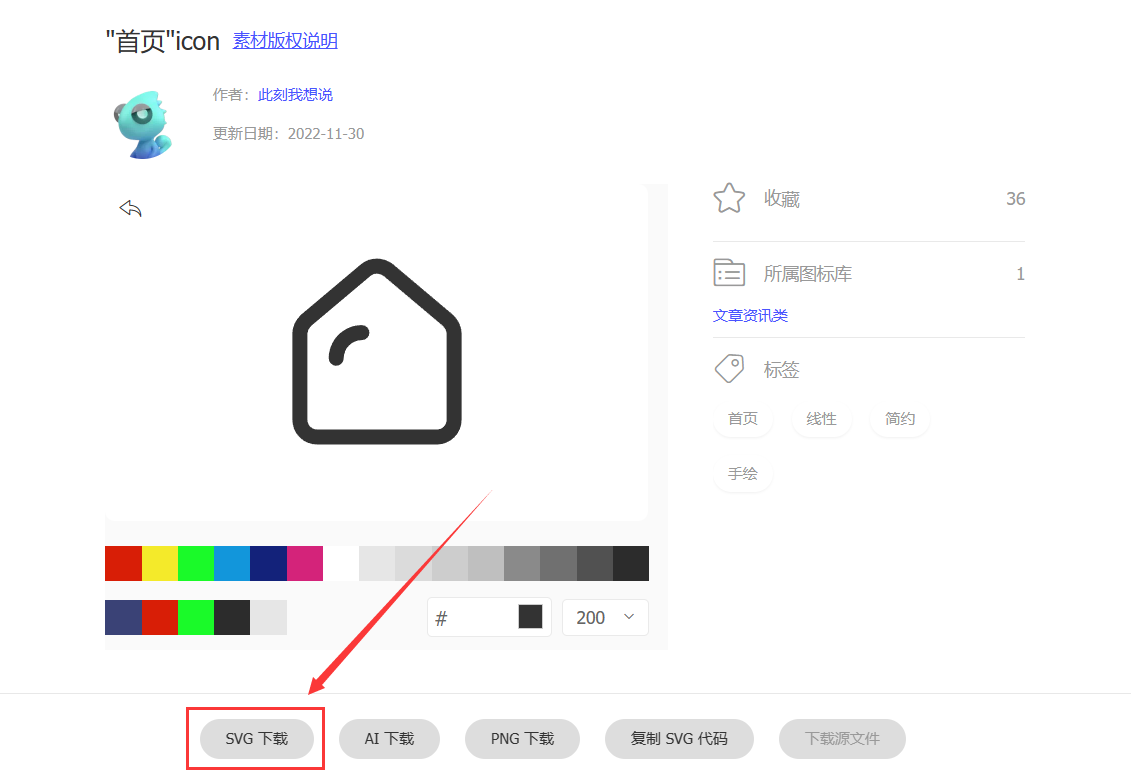 "首页"icon 素材版权说明
作者：此刻我想说
更新日期：2022-11-30
收藏 36
所属图标库 1
文章资讯类
标签
首页 线性 简约
手绘
# 200
SVG 下载 AI 下载 PNG 下载 复制 SVG 代码 下载源文件